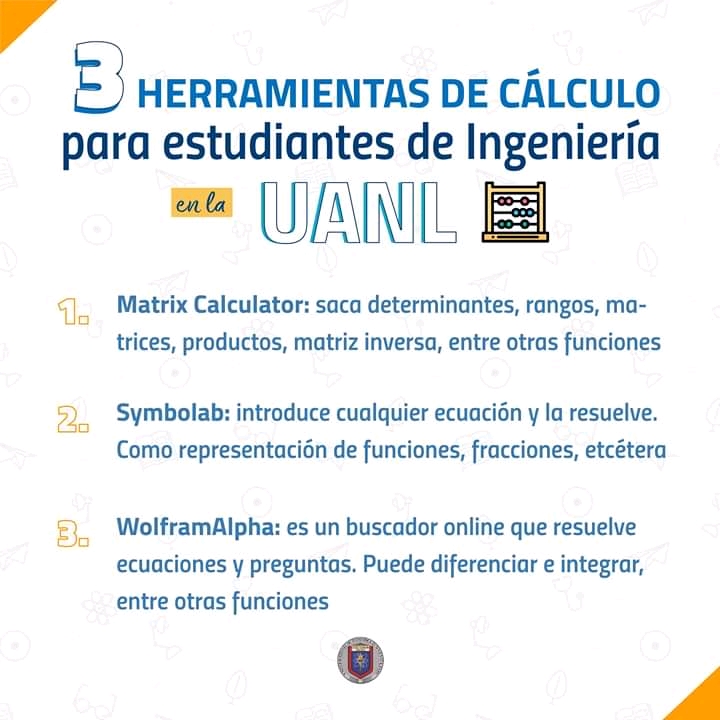 3 HERRAMIENTAS DE CÁLCULO
para estudiantes de Ingeniería
en la UANL
1. Matrix Calculator: saca determinantes, rangos, ma-
trices, productos, matriz inversa, entre otras funciones
2. Symbolab: introduce cualquier ecuación y la resuelve.
Como representación de funciones, fracciones, etcétera
3. WolframAlpha: es un buscador online que resuelve
ecuaciones y preguntas. Puede diferenciar e integrar,
entre otras funciones